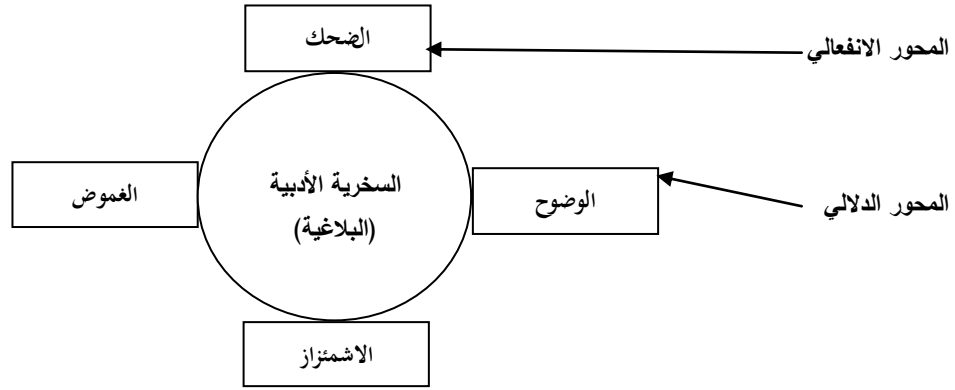 الضحك
المحور الانفعالي
السخرية الأدبية
(البلاغية)
الوضوح
المحور الدلالي
الغموض
الاشمئزاز